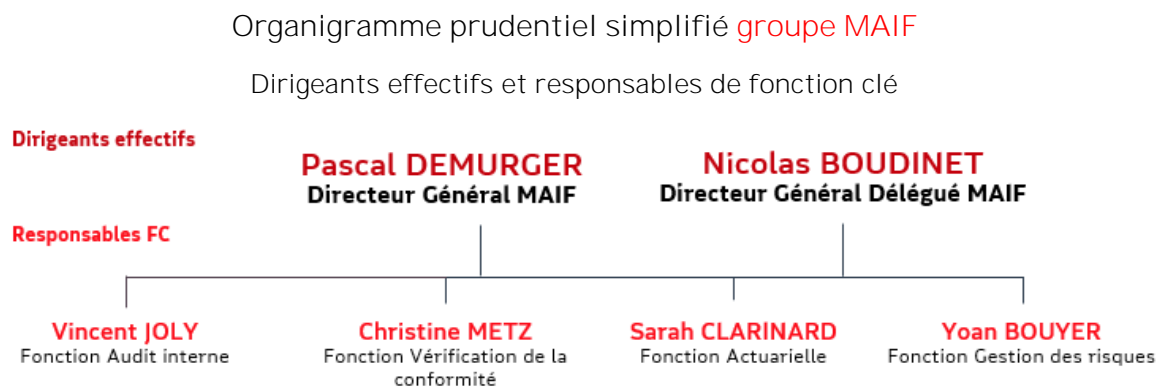 Organigramme prudentiel simplifié groupe MAIF
Dirigeants effectifs et responsables de fonction clé
Dirigeants effectifs
Pascal DEMURGER
Directeur Général MAIF
Nicolas BOUDINET
Directeur Général Délégué MAIF
Responsables FC
Vincent JOLY
Fonction Audit interne
Christine METZ
Fonction Vérification de la
conformité
Sarah CLARINARD
Fonction Actuarielle
Yoan BOUYER
Fonction Gestion des risques